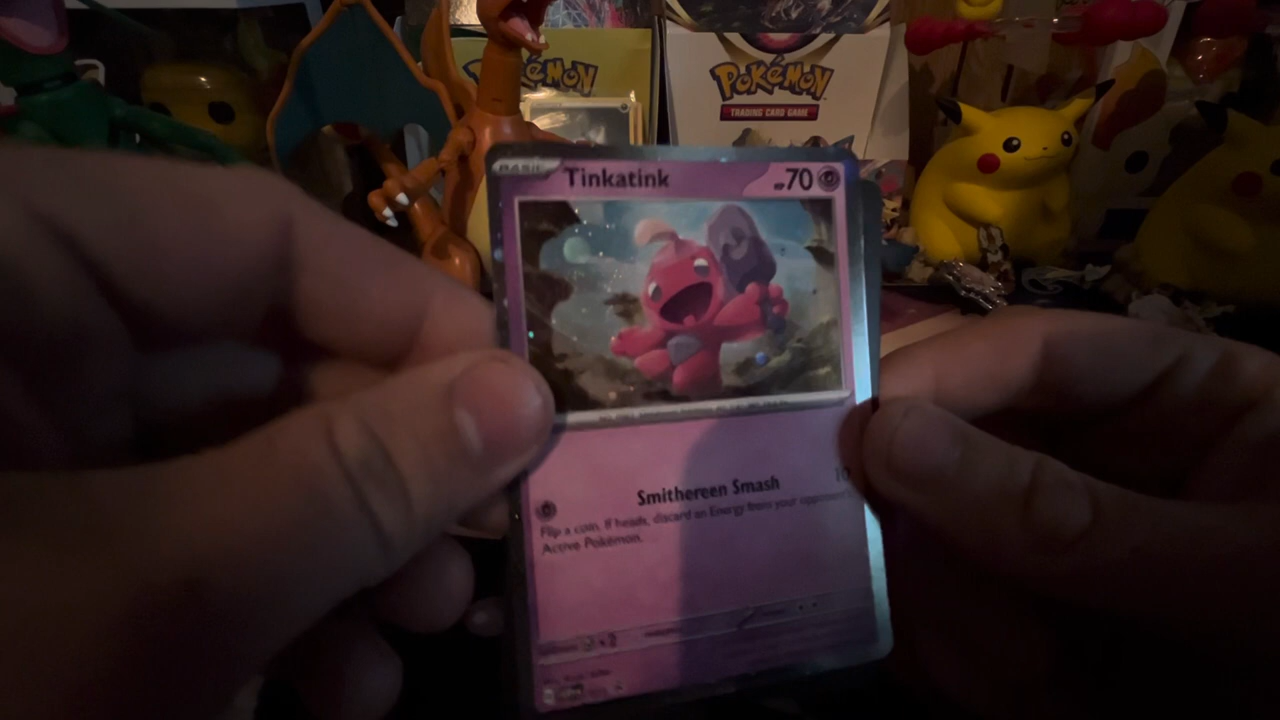 POKÉMON
POKÉMON
TRADING CARD GAME
BASIC
Tinkatink
HP70
Smithereen Smash
10
Flip a coin. If heads, discard an Energy from your opponent's
Active Pokémon.